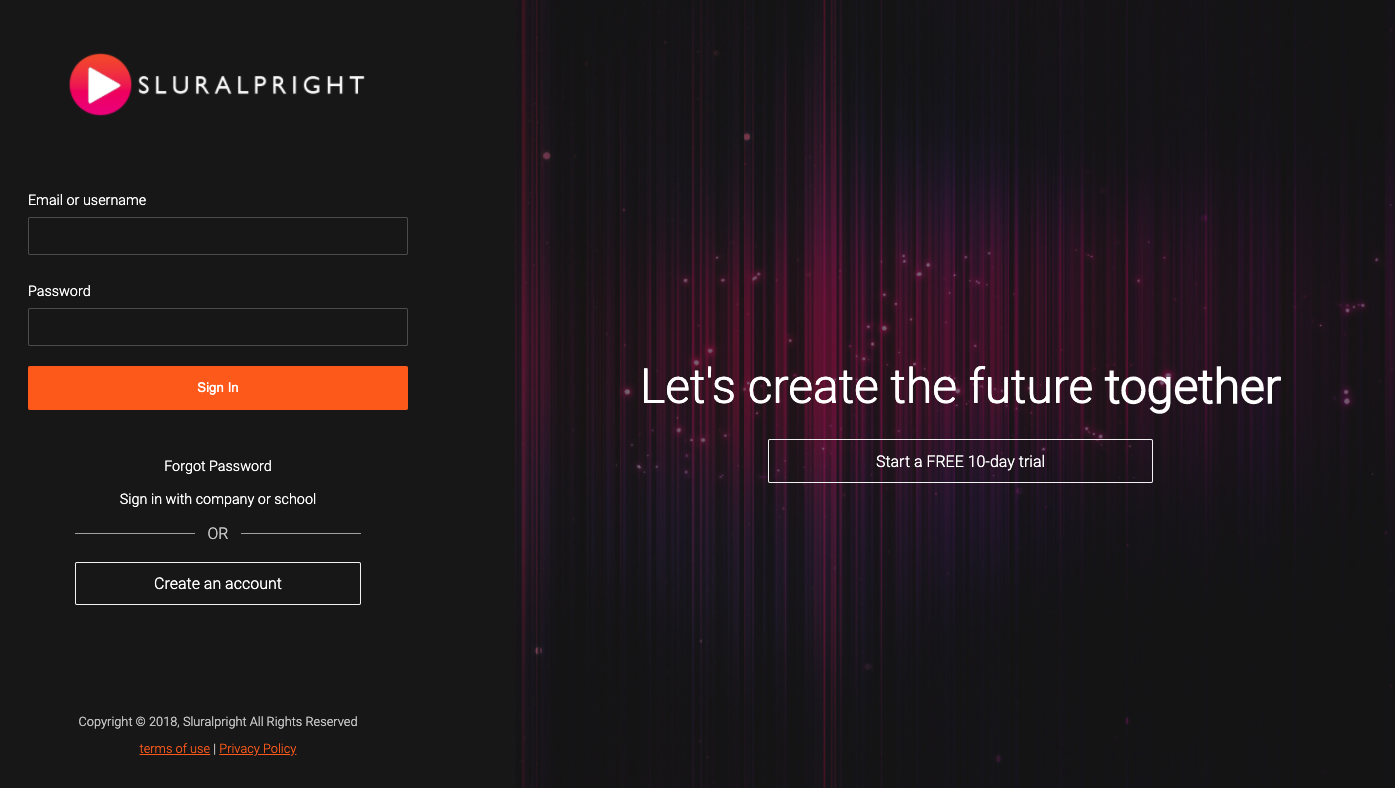 SLURALPRIGHT
Email or username
Password
Sign In
Forgot Password
Sign in with company or school
OR
Create an account
Copyright © 2018, Sluralpright All Rights Reserved
terms of use | Privacy Policy
Let's create the future together
Start a FREE 10-day trial